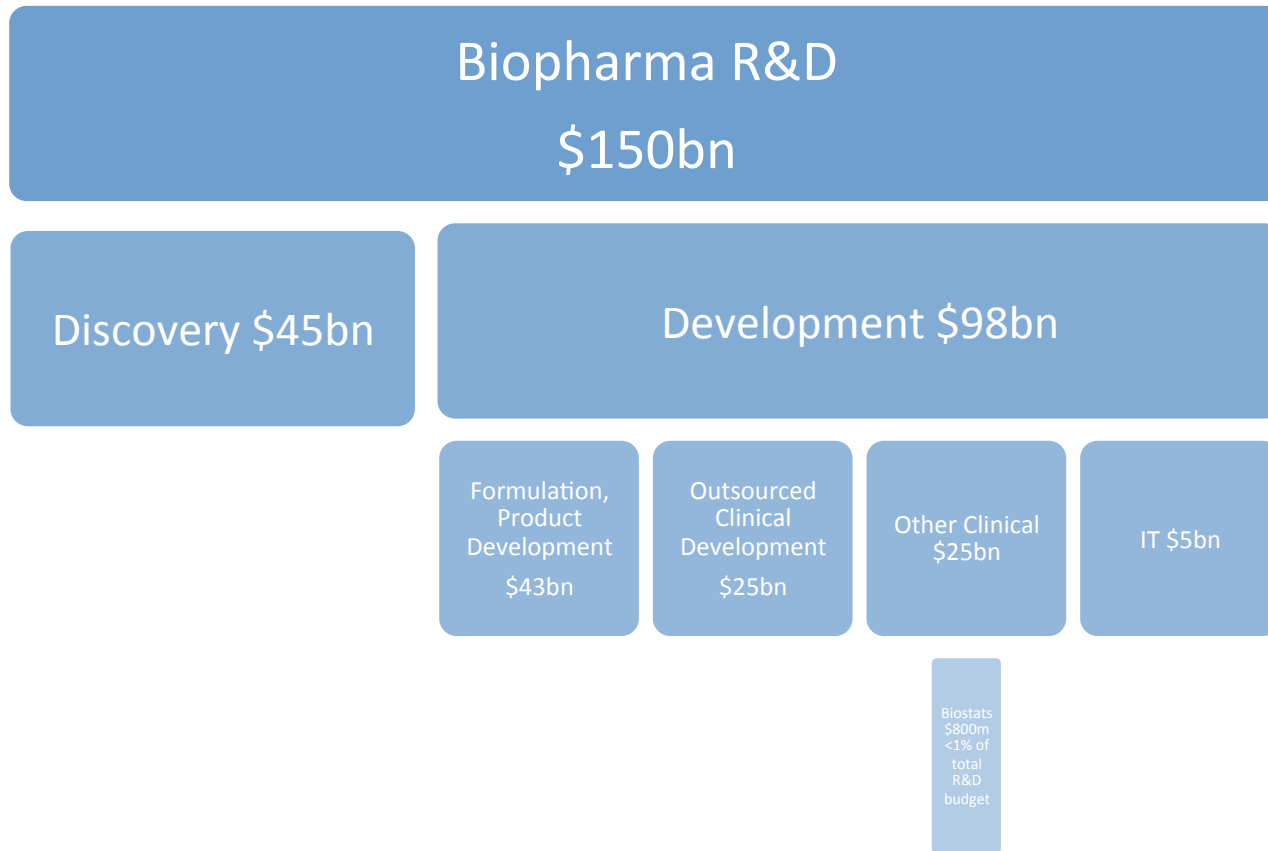 Biopharma R&D
$150bn
Discovery $45bn
Development $98bn
Formulation,
Product
Development
$43bn
Outsourced
Clinical
Development
$25bn
Other Clinical
$25bn
IT $5bn
Biostats
$800m
<1% of
total
R&D
budget